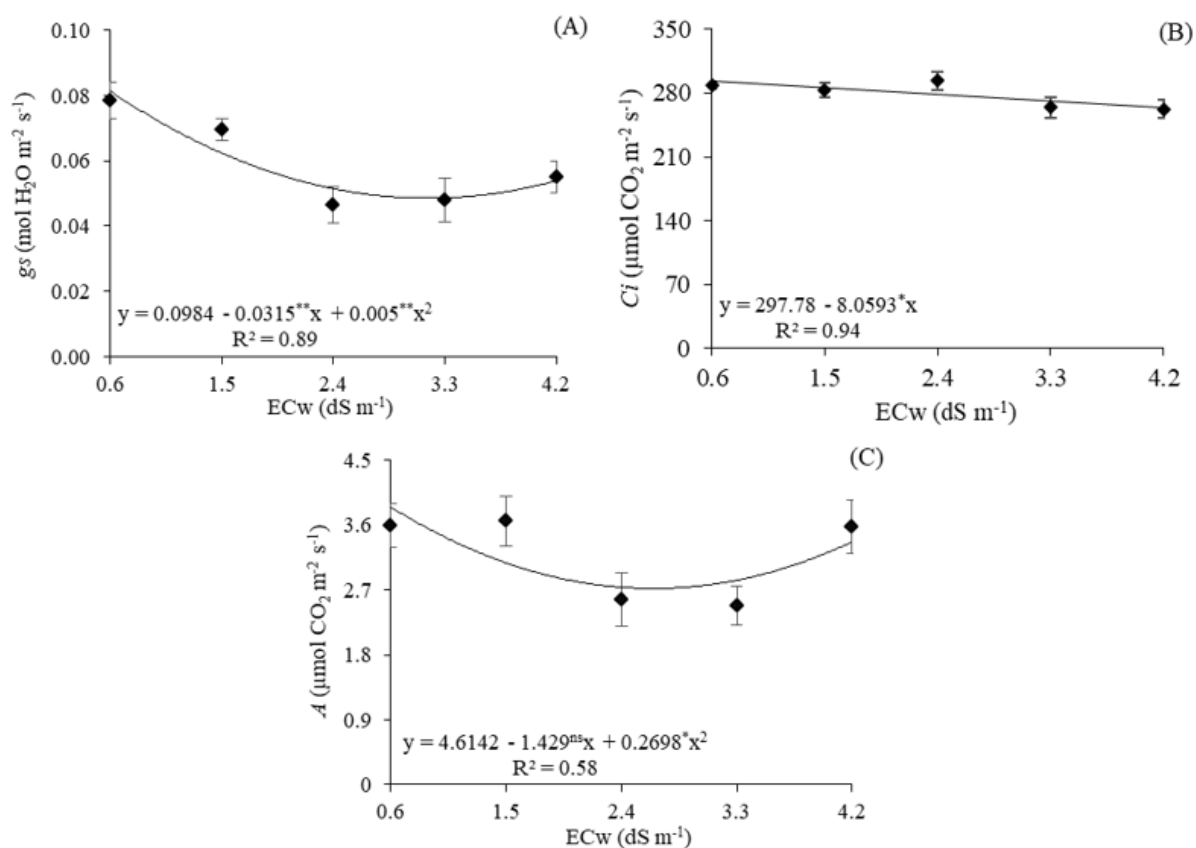 (A)
0.10
0.08
0.06
0.04
0.02
0.00
gs (mol H₂O m⁻² s⁻¹)
y = 0.0984 - 0.0315**x + 0.005**x²
R² = 0.89
0.6 1.5 2.4 3.3 4.2
ECw (dS m⁻¹)
(B)
350
280
210
140
70
0
Ci (μmol CO₂ m⁻² s⁻¹)
y = 297.78 - 8.0593*x
R² = 0.94
0.6 1.5 2.4 3.3 4.2
ECw (dS m⁻¹)
(C)
4.5
3.6
2.7
1.8
0.9
0
A (μmol CO₂ m⁻² s⁻¹)
y = 4.6142 - 1.429ⁿˢx + 0.2698*x²
R² = 0.58
0.6 1.5 2.4 3.3 4.2
ECw (dS m⁻¹)